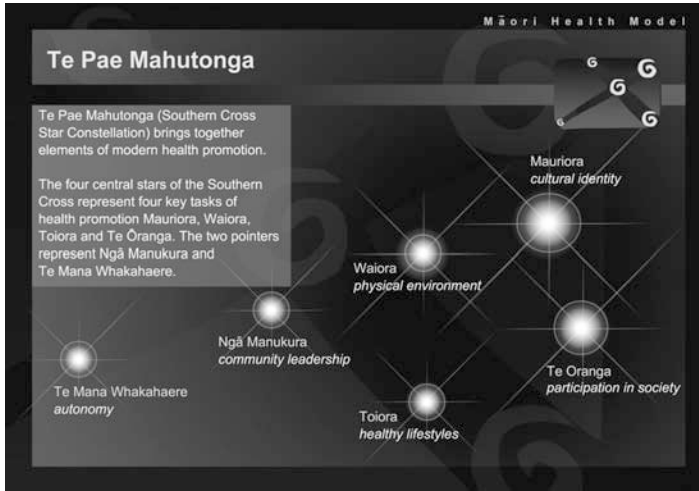 Māori Health Model
Te Pae Mahutonga
Te Pae Mahutonga (Southern Cross
Star Constellation) brings together
elements of modern health promotion.
The four central stars of the Southern
Cross represent four key tasks of
health promotion Mauriora, Waiora,
Toiora and Te Ōranga. The two pointers
represent Ngā Manukura and
Te Mana Whakahaere.
Mauriora
cultural identity
Waiora
physical environment
Ngā Manukura
community leadership
Te Oranga
participation in society
Te Mana Whakahaere
autonomy
Toiora
healthy lifestyles